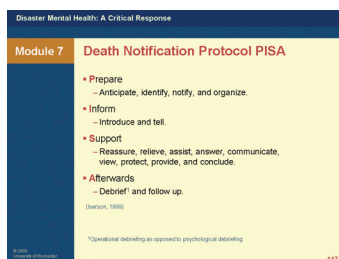 Disaster Mental Health: A Critical Response
Module 7
Death Notification Protocol PISA
▪ Prepare
– Anticipate, identify, notify, and organize.
▪ Inform
– Introduce and tell.
▪ Support
– Reassure, relieve, assist, answer, communicate,
view, protect, provide, and conclude.
▪ Afterwards
– Debrief¹ and follow up.
(Iserson, 1999)
¹Operational debriefing as opposed to psychological debriefing
University of Rochester